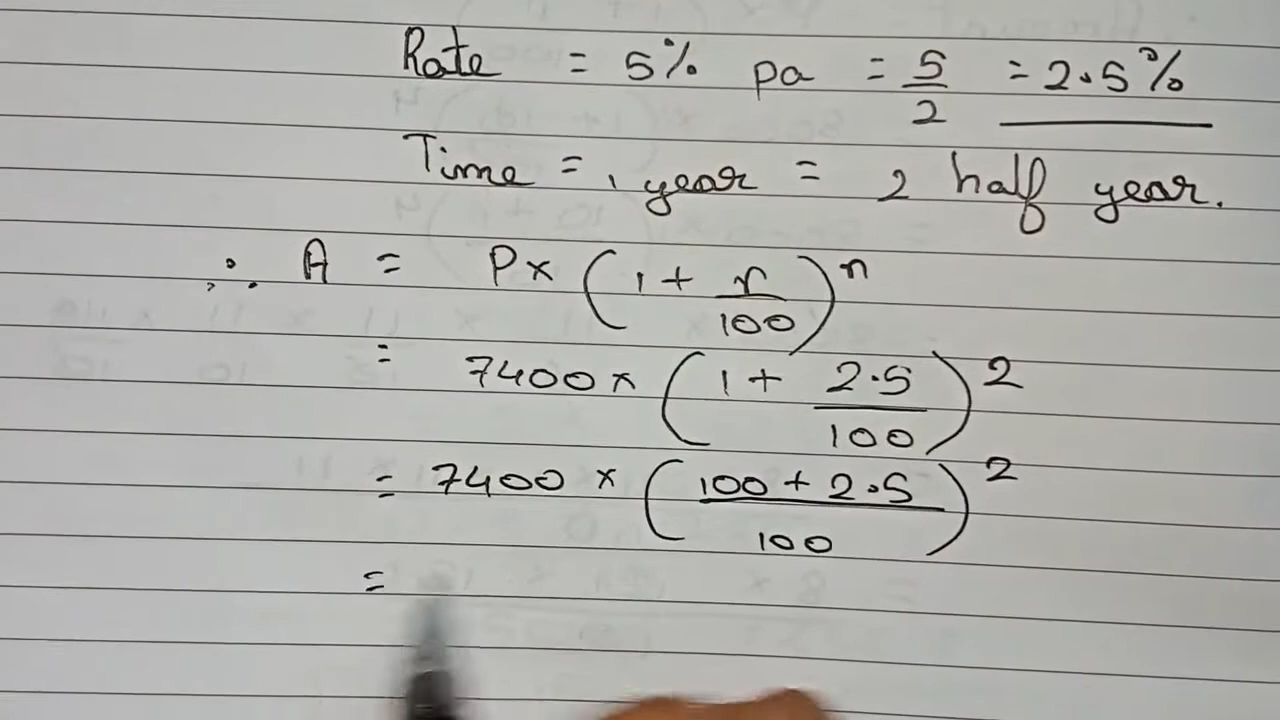 Rate = 5% pa = 5/2 = 2.5%
Time = 1 year = 2 half year.
∴ A = P × (1 + r/100)^n
= 7400 × (1 + 2.5/100)^2
= 7400 × (100 + 2.5/100)^2
=